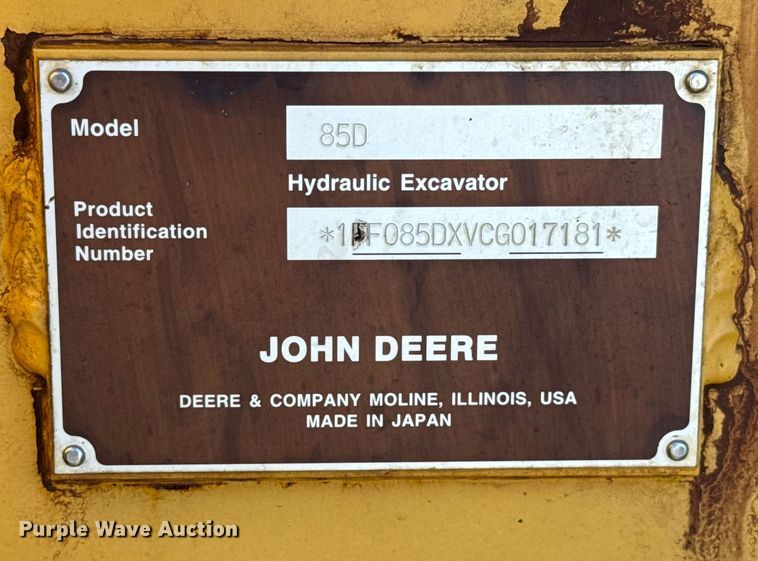 Model 85D
Hydraulic Excavator
Product
Identification
Number
*1FF085DXVCG017181*
JOHN DEERE
DEERE & COMPANY MOLINE, ILLINOIS, USA
MADE IN JAPAN
Purple Wave Auction